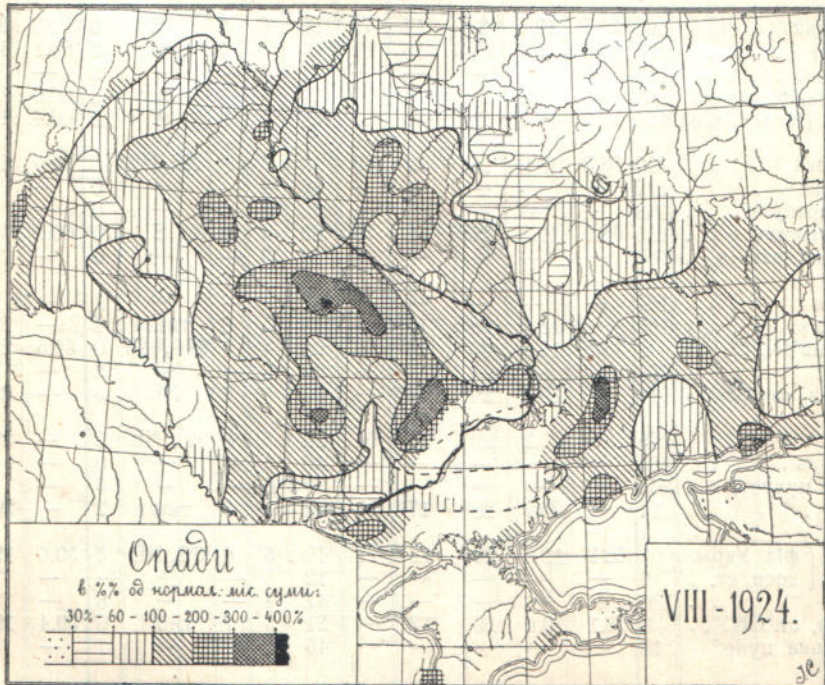 Опади
в %% од нормал. міс. суми:
30% - 60 - 100 - 200 - 300 - 400%
VIII - 1924.